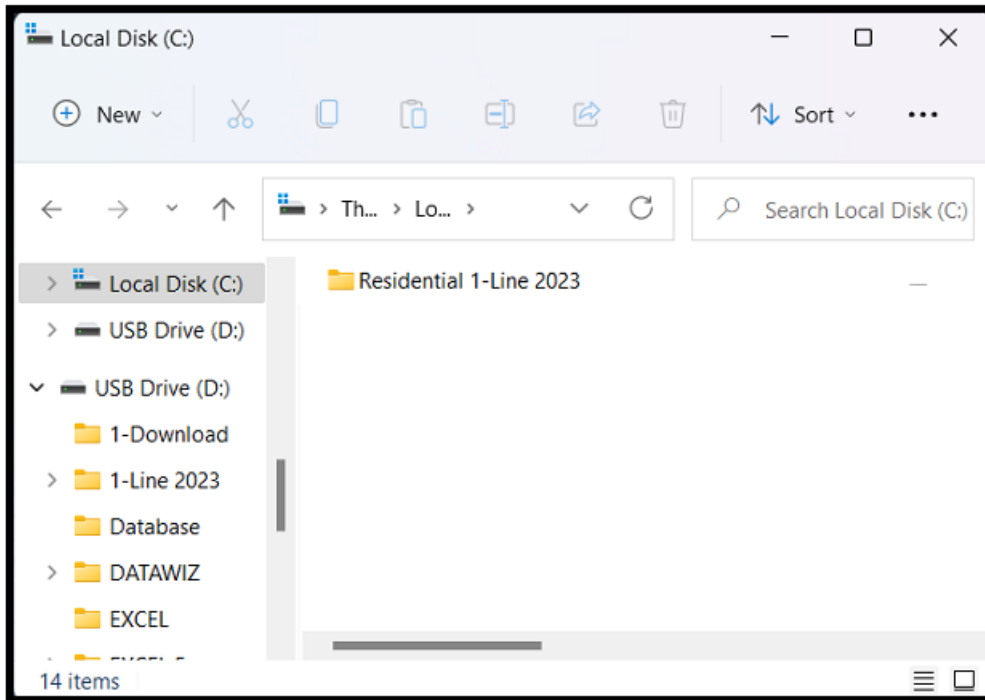 Local Disk (C:)
New
Sort
Th... Lo...
Search Local Disk (C:)
Local Disk (C:)
USB Drive (D:)
USB Drive (D:)
1-Download
1-Line 2023
Database
DATAWIZ
EXCEL
Residential 1-Line 2023
14 items